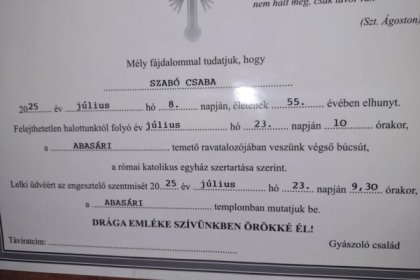 nem halt meg, csak távol van
(Szt. Ágoston)
Mély fájdalommal tudatjuk, hogy
SZABÓ CSABA
2025 év július hó 8. napján, életének 55. évében elhunyt.
Felejthetetlen halottunktól folyó év július hó 23. napján 10 órakor,
a ABASÁRI temető ravatalozójában veszünk végső búcsút,
a római katolikus egyház szertartása szerint.
Lelki üdvéért az engesztelő szentmisét 2025 év július hó 23. napján 9,30 órakor,
a ABASÁRI templomban mutatjuk be.
DRÁGA EMLÉKE SZÍVÜNKBEN ÖRÖKKÉ ÉL!
Táviratcím: Gyászoló család